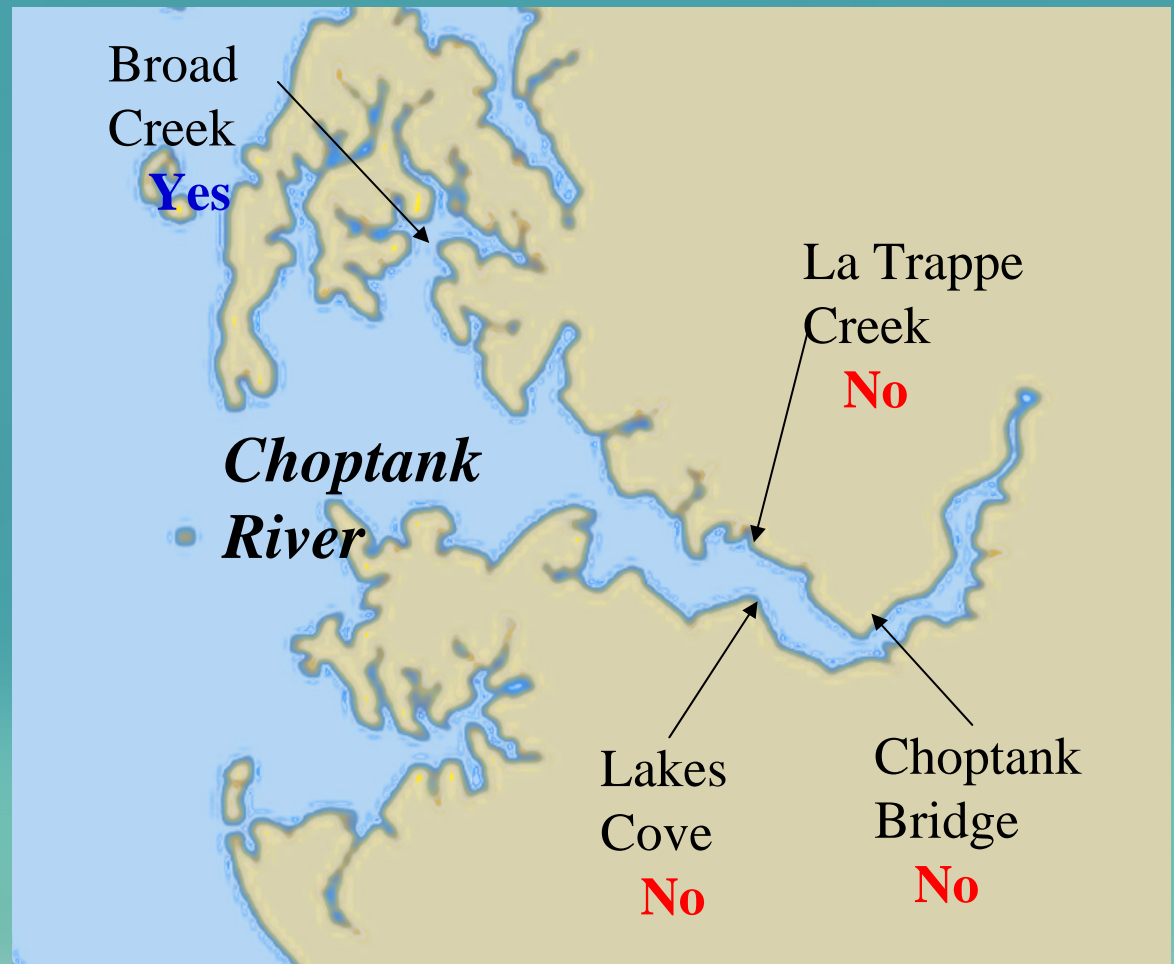 Broad
Creek
Yes
La Trappe
Creek
No
Choptank
River
Lakes
Cove
No
Choptank
Bridge
No